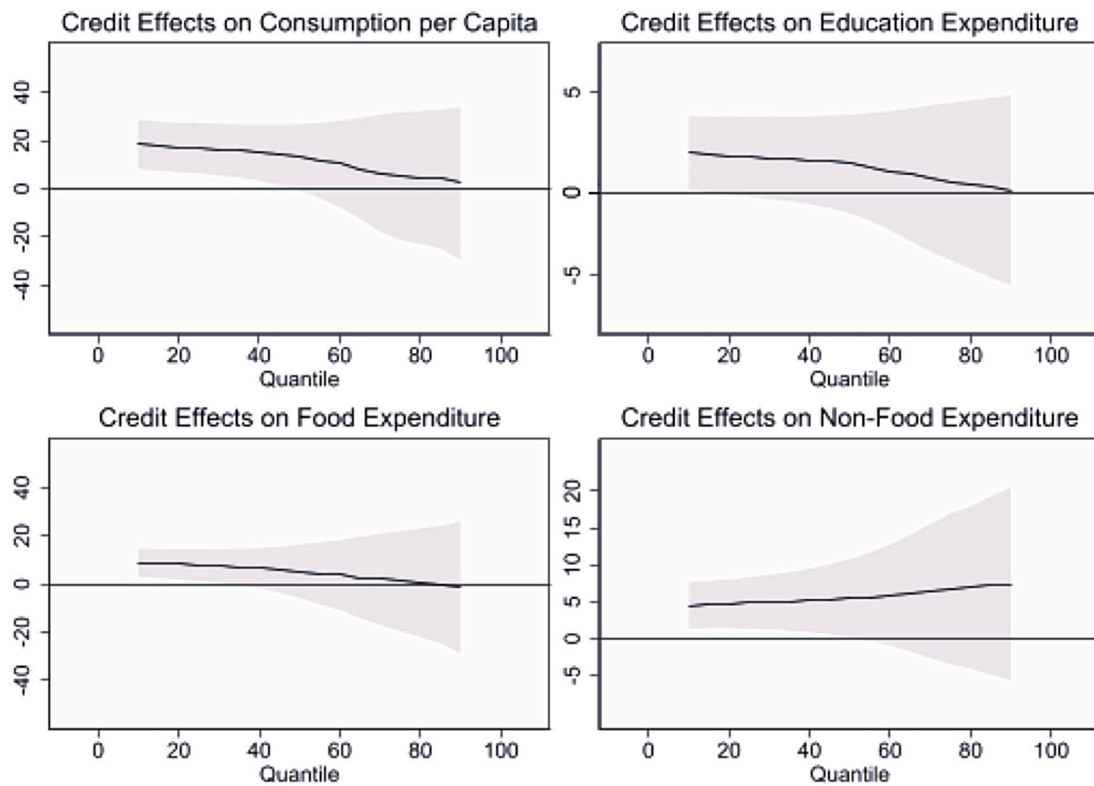 Credit Effects on Consumption per Capita
40
20
0
-20
-40
0 20 40 60 80 100
Quantile
Credit Effects on Education Expenditure
5
0
-5
0 20 40 60 80 100
Quantile
Credit Effects on Food Expenditure
40
20
0
-20
-40
0 20 40 60 80 100
Quantile
Credit Effects on Non-Food Expenditure
20
15
10
5
0
-5
0 20 40 60 80 100
Quantile